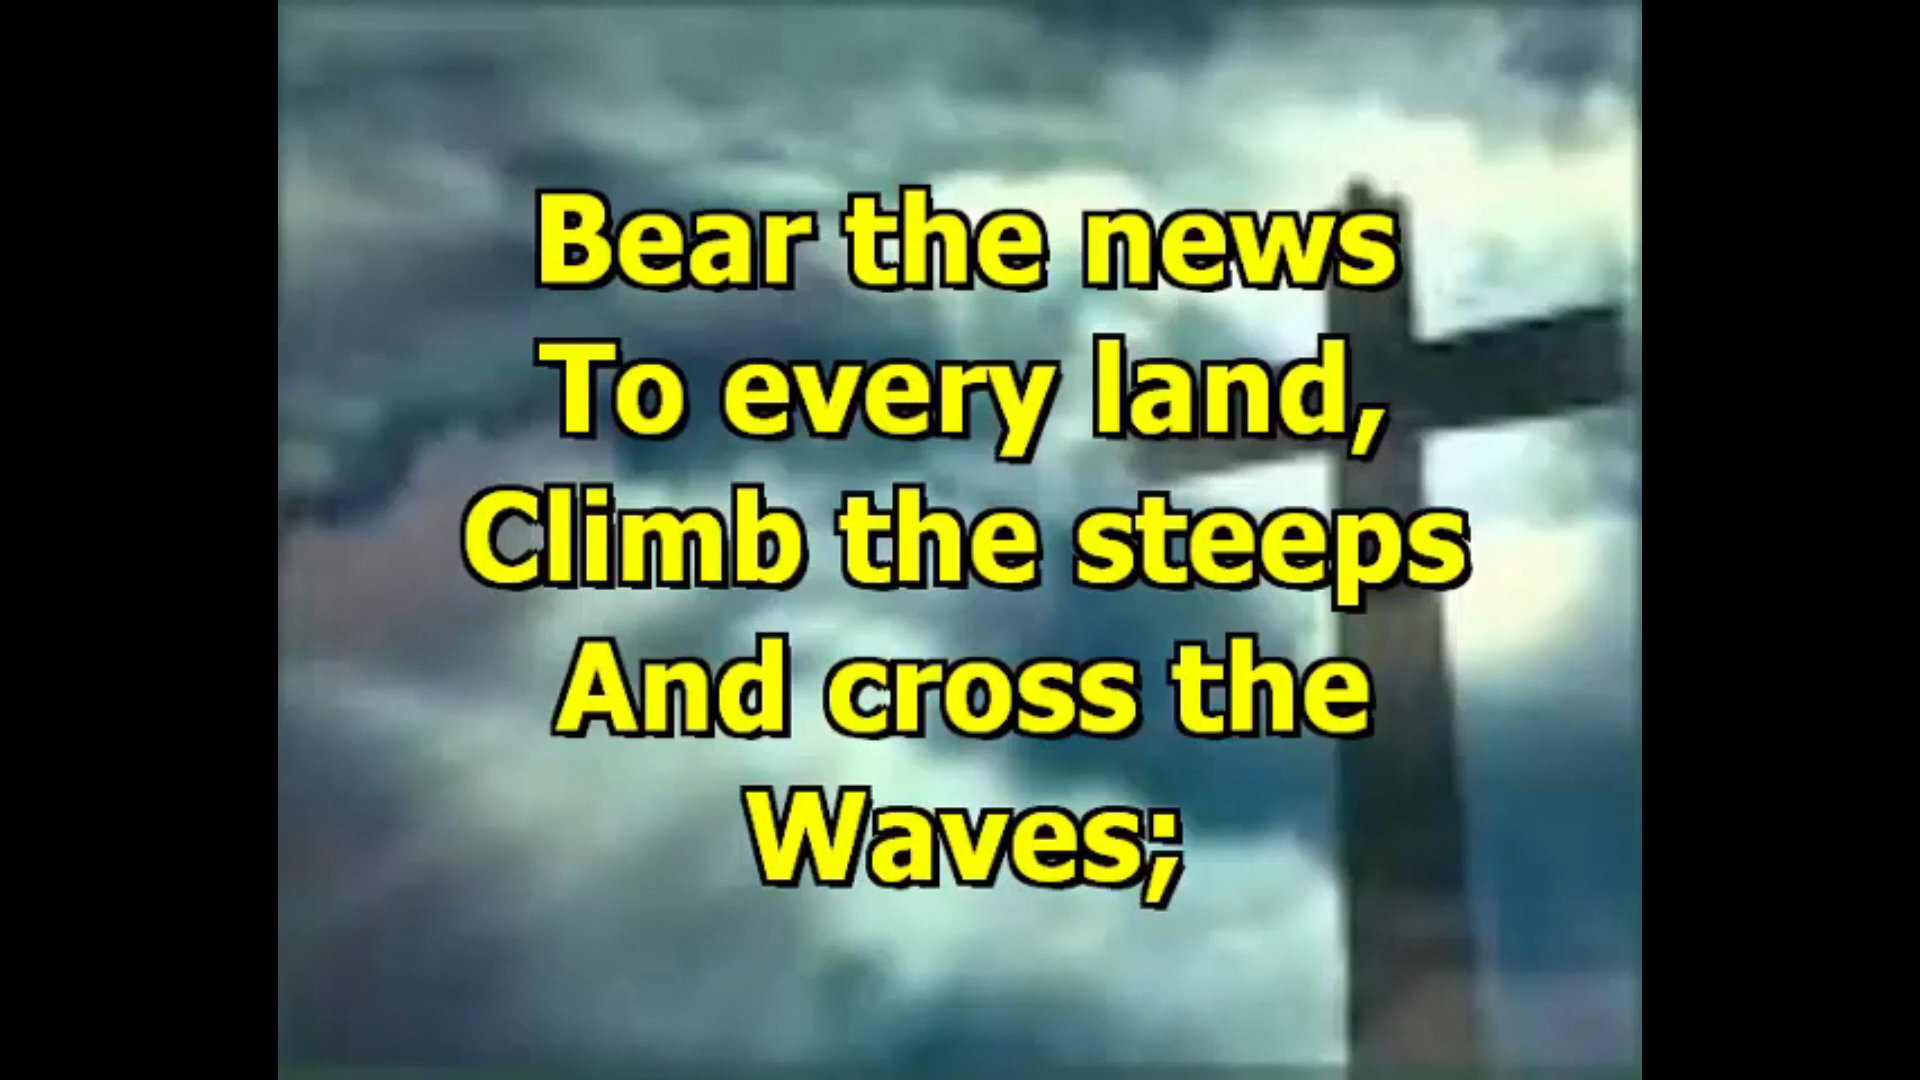 Bear the news
To every land,
Climb the steeps
And cross the
Waves;